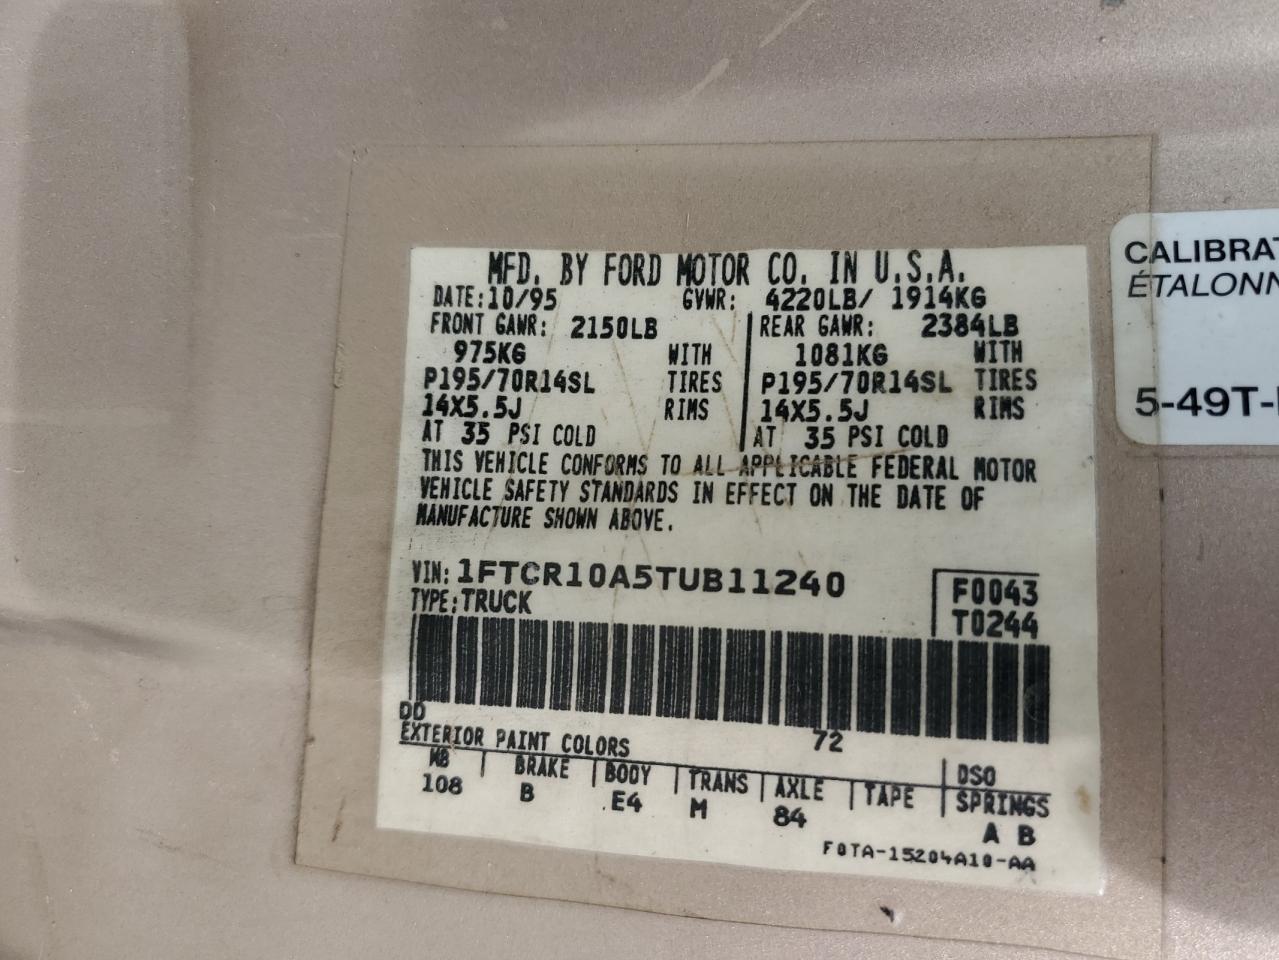 MFD. BY FORD MOTOR CO. IN U.S.A.
DATE: 10/95 GVWR: 4220LB/ 1914KG
FRONT GAWR: 2150LB REAR GAWR: 2384LB
975KG WITH 1081KG WITH
P195/70R14SL TIRES P195/70R14SL TIRES
14X5.5J RIMS 14X5.5J RIMS
AT 35 PSI COLD AT 35 PSI COLD
THIS VEHICLE CONFORMS TO ALL APPLICABLE FEDERAL MOTOR
VEHICLE SAFETY STANDARDS IN EFFECT ON THE DATE OF
MANUFACTURE SHOWN ABOVE.
VIN: 1FTCR10A5TUB11240 F0043
TYPE: TRUCK T0244
DD
EXTERIOR PAINT COLORS 72 DSO
WB BRAKE BODY TRANS AXLE TAPE SPRINGS
108 B E4 M 84 A B
F0TA-15204A10-AA
CALIBRAT
ÉTALONN
5-49T-